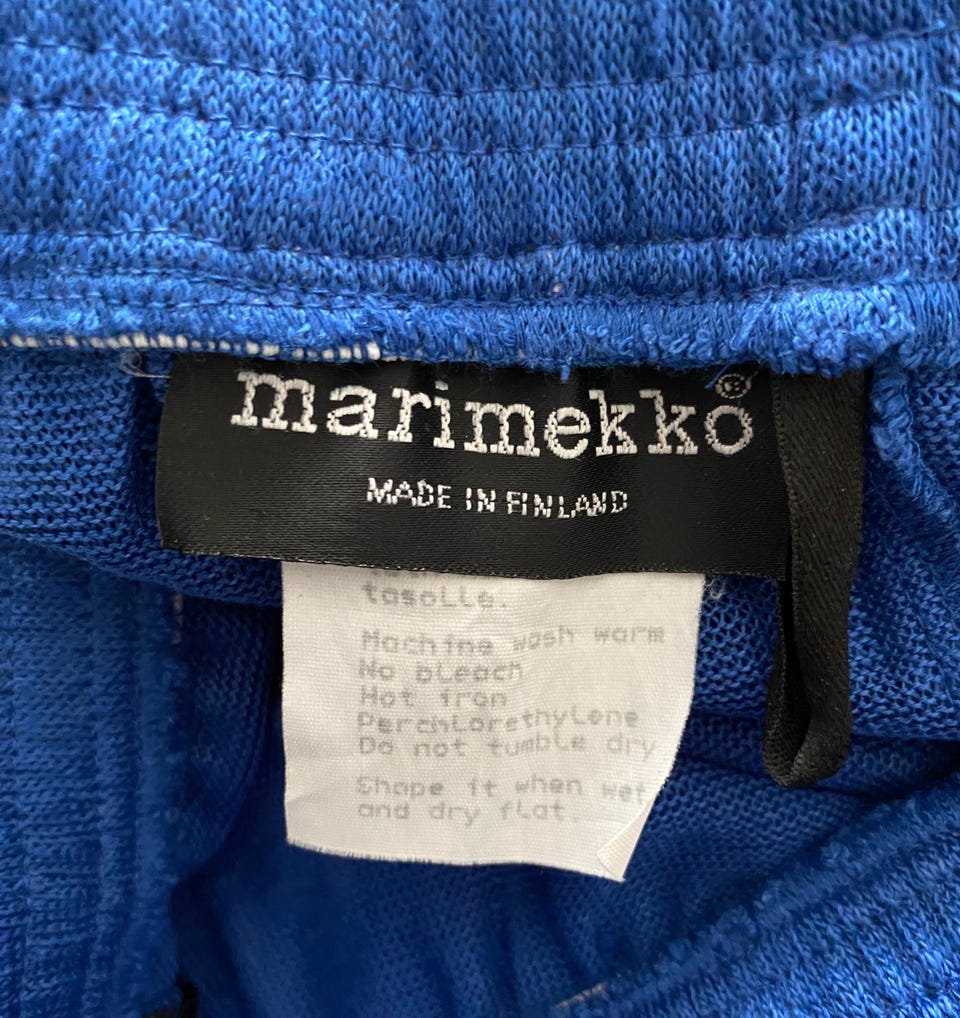 marimekko®
MADE IN FINLAND
tasolle.
Machine wash warm
No bleach
Hot iron
Perchlorethylene
Do not tumble dry
Shape it when wet
and dry flat.